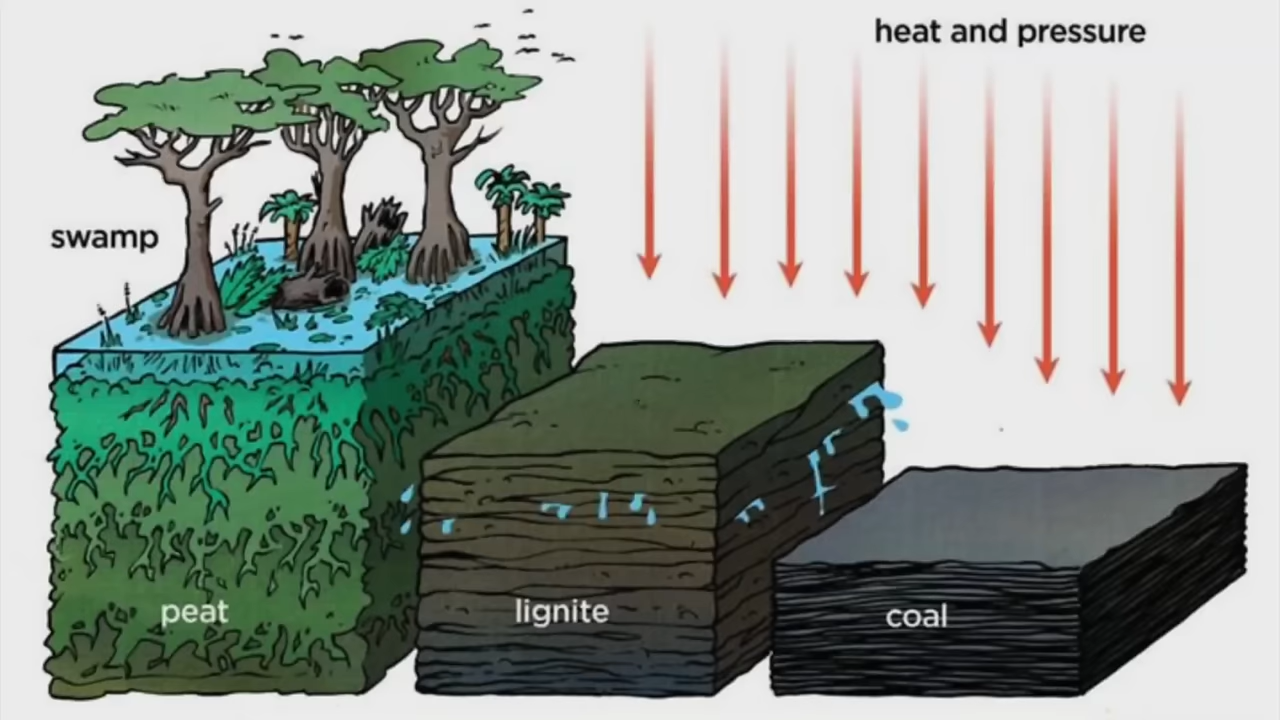 heat and pressure
swamp
peat
lignite
coal